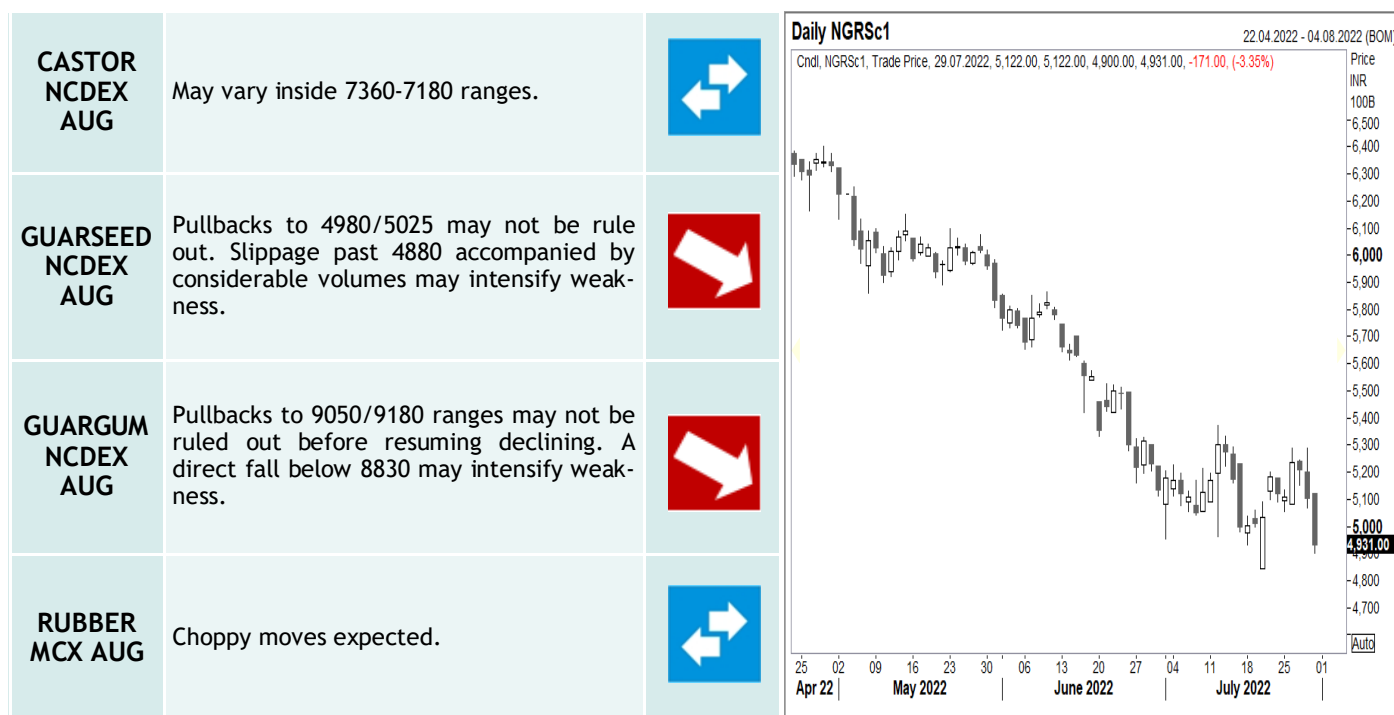 CASTOR
NCDEX
AUG
May vary inside 7360-7180 ranges.
GUARSEED
NCDEX
AUG
Pullbacks to 4980/5025 may not be rule
out. Slippage past 4880 accompanied by
considerable volumes may intensify weak-
ness.
GUARGUM
NCDEX
AUG
Pullbacks to 9050/9180 ranges may not be
ruled out before resuming declining. A
direct fall below 8830 may intensify weak-
ness.
RUBBER
MCX AUG
Choppy moves expected.
Daily NGRSc1
22.04.2022 - 04.08.2022 (BOM)
Cndl, NGRSc1, Trade Price, 29.07.2022, 5,122.00, 5,122.00, 4,900.00, 4,931.00, -171.00, (-3.35%)
Price
INR
100B
6,500
6,400
6,300
6,200
6,100
6,000
5,900
5,800
5,700
5,600
5,500
5,400
5,300
5,200
5,100
5,000
4,931.00
4,800
4,700
Auto
25 02 09 16 23 30 06 13 20 27 04 11 18 25 01
Apr 22 May 2022 June 2022 July 2022